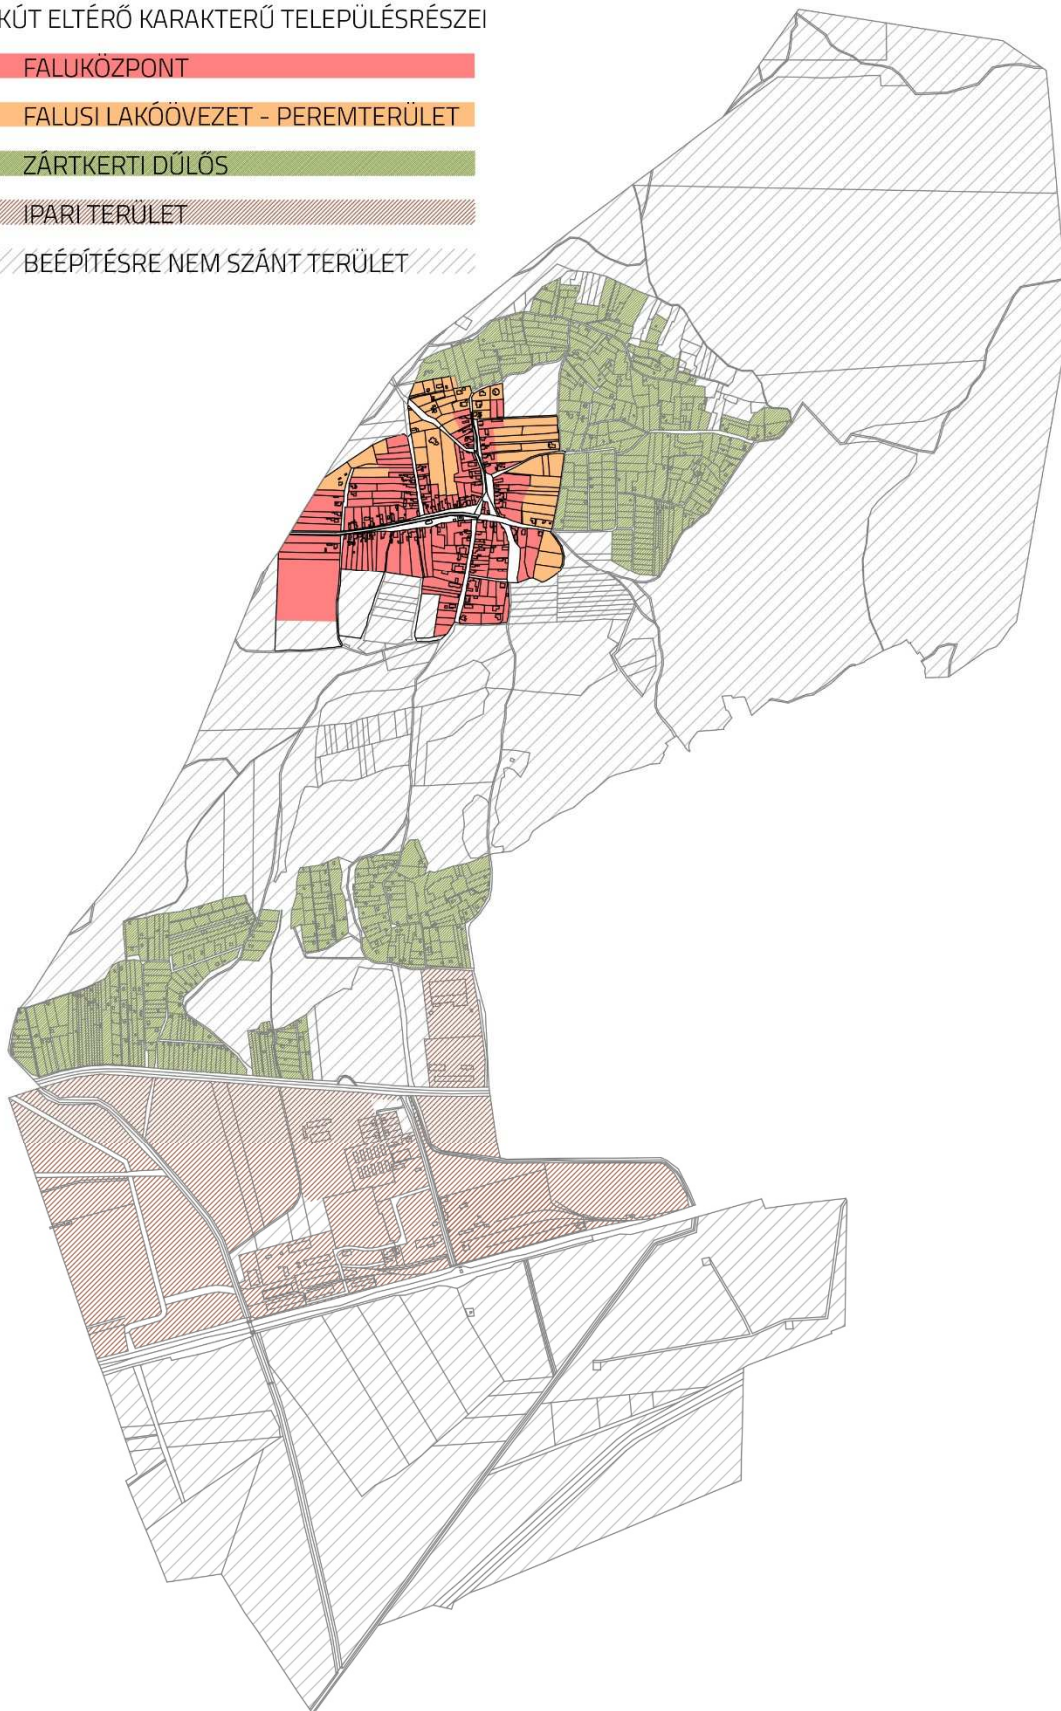 KÚT ELTÉRŐ KARAKTERŰ TELEPÜLÉSRÉSZEI
FALUKÖZPONT
FALUSI LAKÓÖVEZET - PEREMTERÜLET
ZÁRTKERTI DŰLŐS
IPARI TERÜLET
BEÉPÍTÉSRE NEM SZÁNT TERÜLET